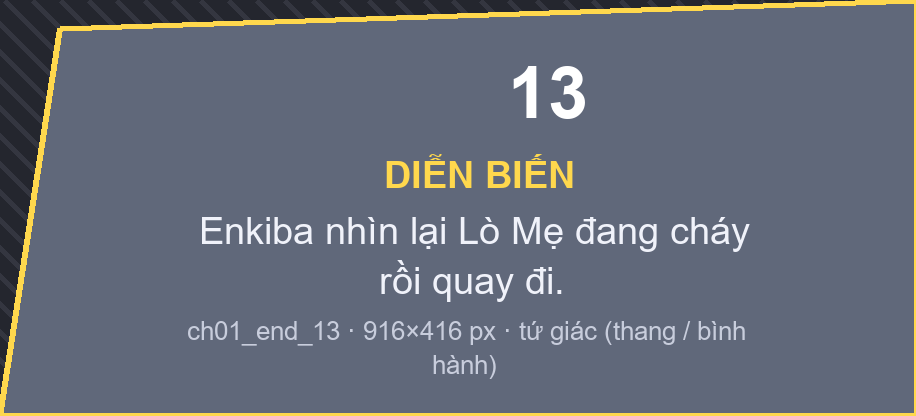 13
DIỄN BIẾN
Enkiba nhìn lại Lò Mẹ đang cháy
rồi quay đi.
ch01_end_13 · 916×416 px · tứ giác (thang / bình
hành)